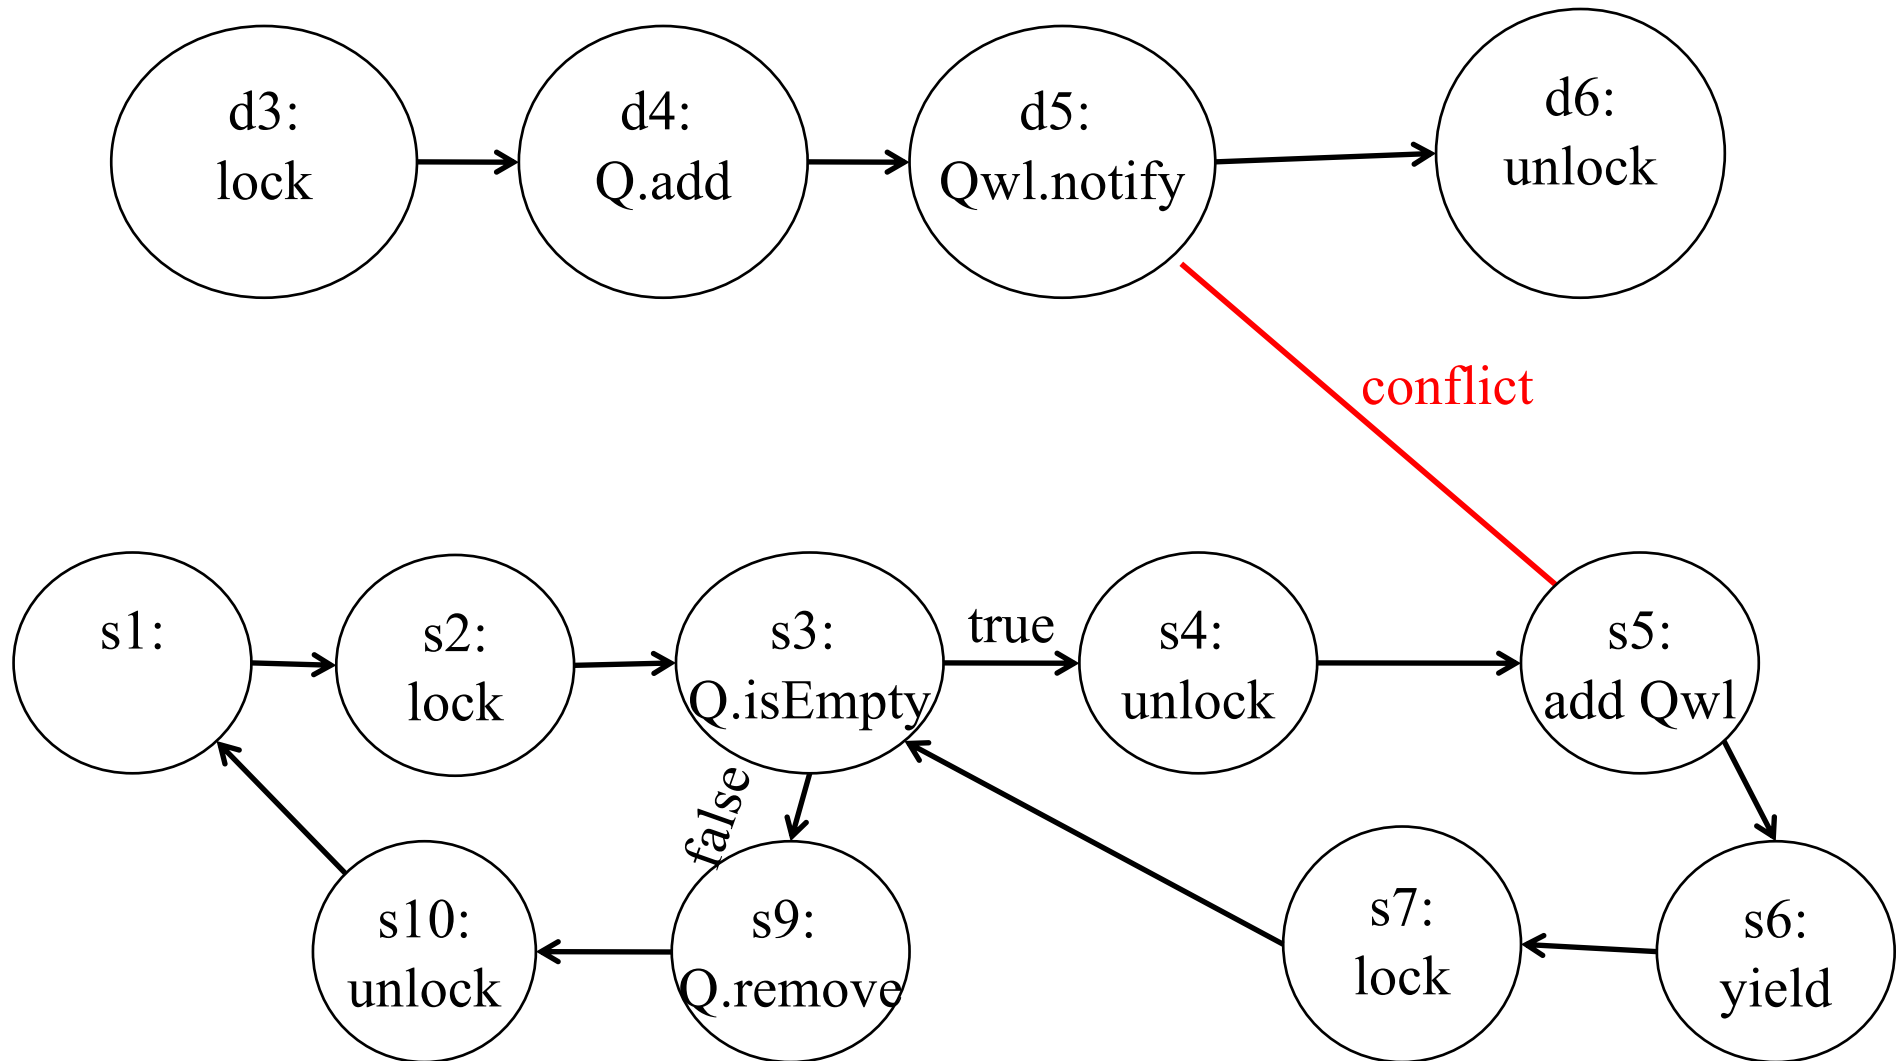 d3:
lock
d4:
Q.add
d5:
Qwl.notify
d6:
unlock
conflict
s1:
s2:
lock
s3:
Q.isEmpty
true
s4:
unlock
s5:
add Qwl
false
s10:
unlock
s9:
Q.remove
s7:
lock
s6:
yield